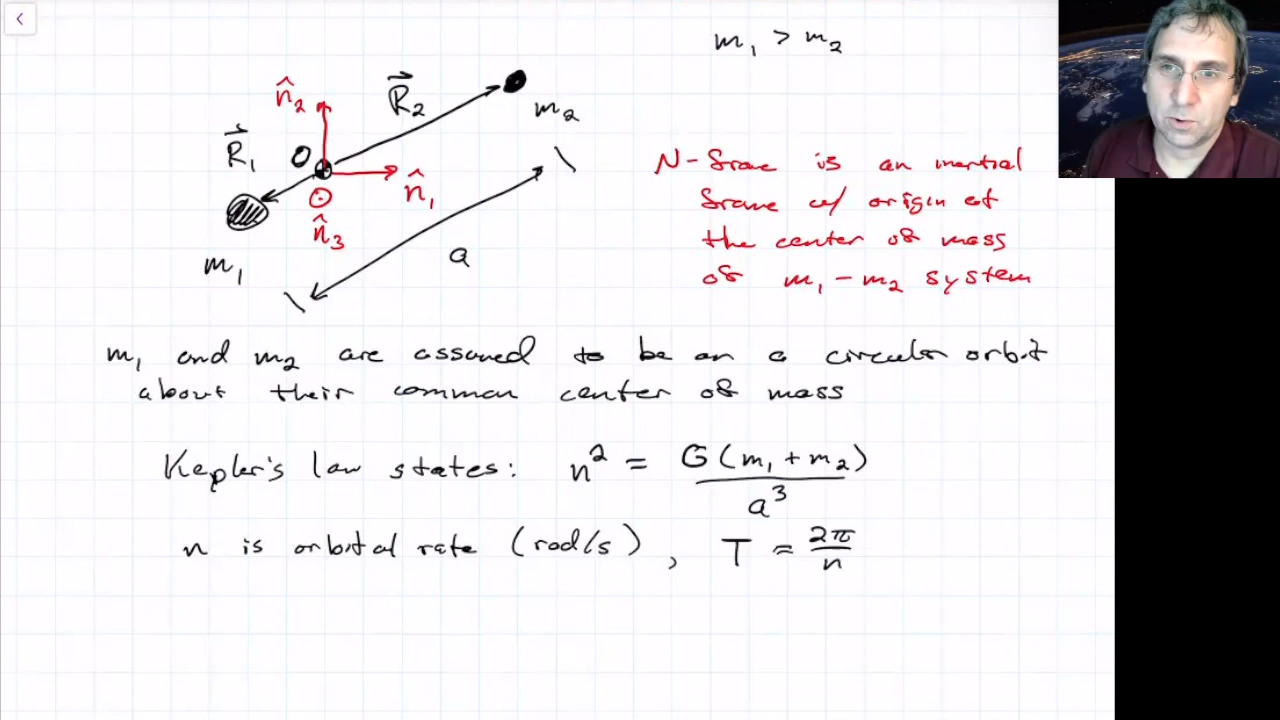 m₁ > m₂
n̂₂
R⃗₂
m₂
R⃗₁
O
n̂₁
n̂₃
m₁
a
N-frame is an inertial
frame w/ origin at
the center of mass
of m₁ - m₂ system
m₁ and m₂ are assumed to be an a circular orbit
about their common center of mass
Kepler's law states: n² = G(m₁ + m₂) / a³
n is orbital rate (rad/s), T = 2π / n